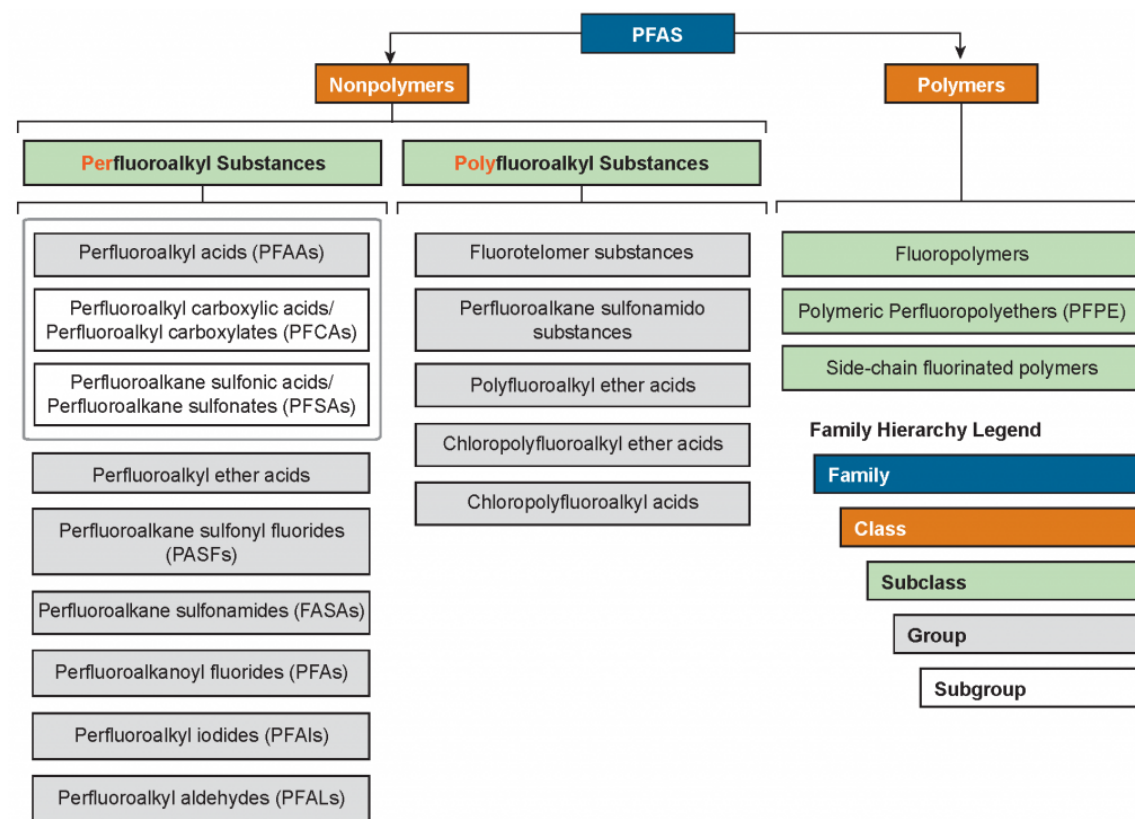 PFAS
Nonpolymers
Polymers
Perfluoroalkyl Substances
Polyfluoroalkyl Substances
Perfluoroalkyl acids (PFAAs)
Perfluoroalkyl carboxylic acids/
Perfluoroalkyl carboxylates (PFCAs)
Perfluoroalkane sulfonic acids/
Perfluoroalkane sulfonates (PFSAs)
Perfluoroalkyl ether acids
Perfluoroalkane sulfonyl fluorides
(PASFs)
Perfluoroalkane sulfonamides (FASAs)
Perfluoroalkanoyl fluorides (PFAs)
Perfluoroalkyl iodides (PFAIs)
Perfluoroalkyl aldehydes (PFALs)
Fluorotelomer substances
Perfluoroalkane sulfonamido
substances
Polyfluoroalkyl ether acids
Chloropolyfluoroalkyl ether acids
Chloropolyfluoroalkyl acids
Fluoropolymers
Polymeric Perfluoropolyethers (PFPE)
Side-chain fluorinated polymers
Family Hierarchy Legend
Family
Class
Subclass
Group
Subgroup